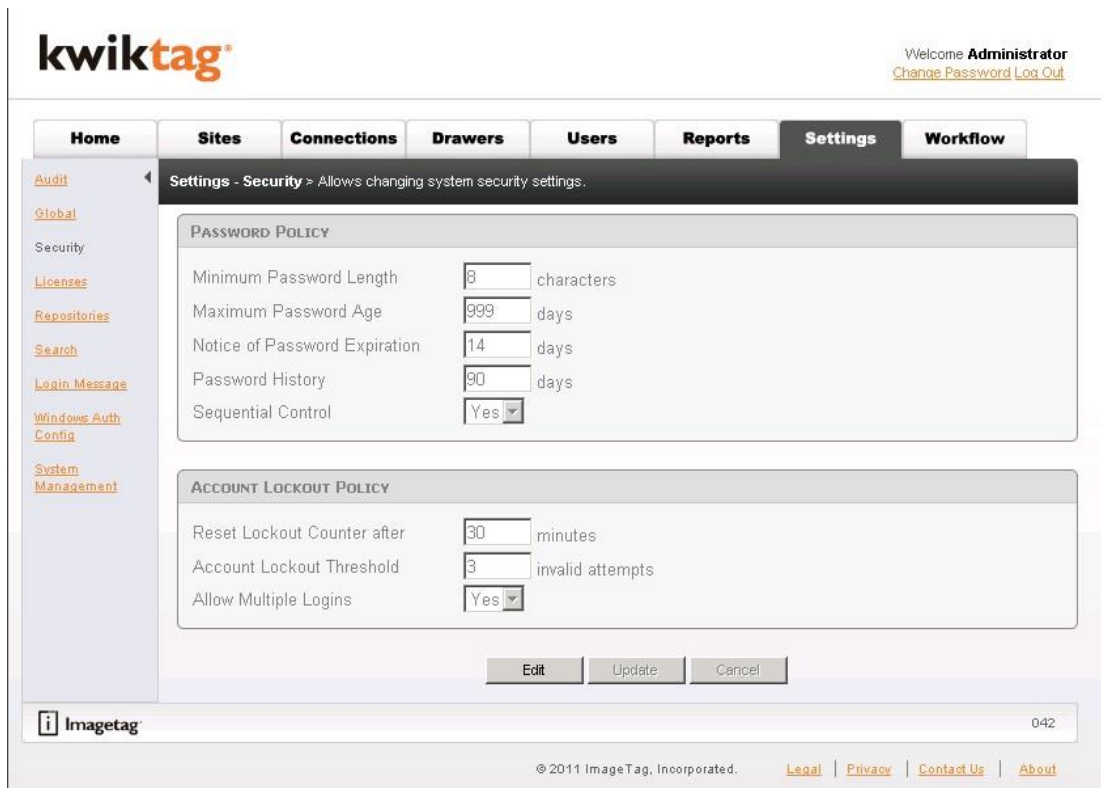 kwiktag
Welcome Administrator
Change Password Log Out
Home Sites Connections Drawers Users Reports Settings Workflow
Audit
Global
Security
Licenses
Repositories
Search
Login Message
Windows Auth
Config
System
Management
Settings - Security > Allows changing system security settings.
PASSWORD POLICY
Minimum Password Length 8 characters
Maximum Password Age 999 days
Notice of Password Expiration 14 days
Password History 90 days
Sequential Control Yes
ACCOUNT LOCKOUT POLICY
Reset Lockout Counter after 30 minutes
Account Lockout Threshold 3 invalid attempts
Allow Multiple Logins Yes
Edit Update Cancel
i Imagetag 042
© 2011 ImageTag, Incorporated. Legal | Privacy | Contact Us | About